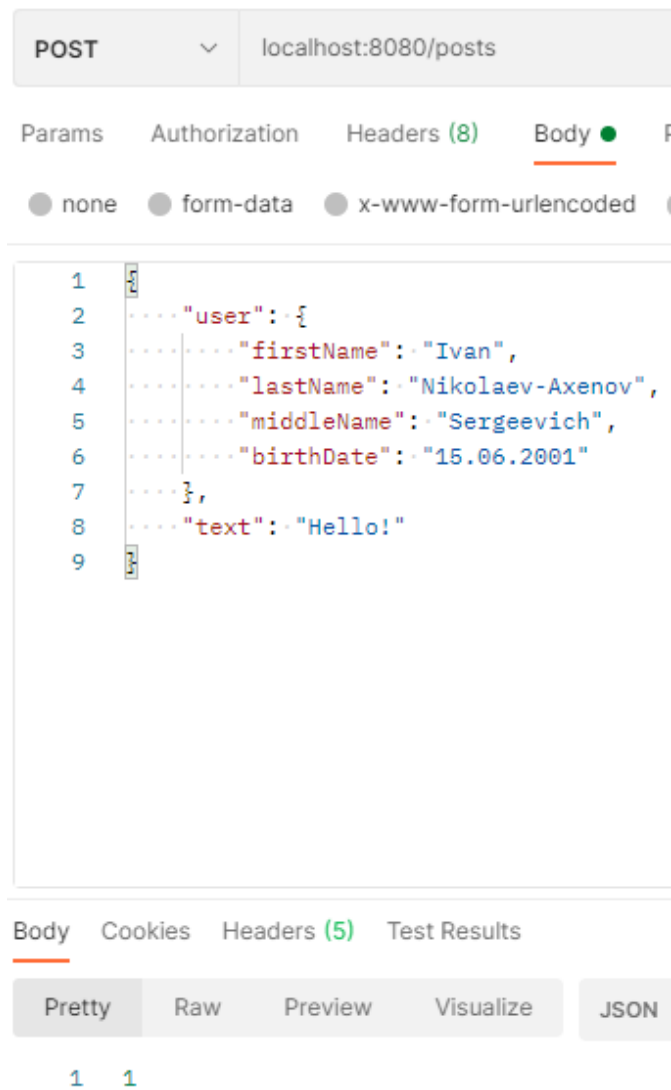 POST localhost:8080/posts
Params Authorization Headers (8) Body
none form-data x-www-form-urlencoded
1 {
2 "user": {
3 "firstName": "Ivan",
4 "lastName": "Nikolaev-Axenov",
5 "middleName": "Sergeevich",
6 "birthDate": "15.06.2001"
7 },
8 "text": "Hello!"
9 }
Body Cookies Headers (5) Test Results
Pretty Raw Preview Visualize JSON
1 1